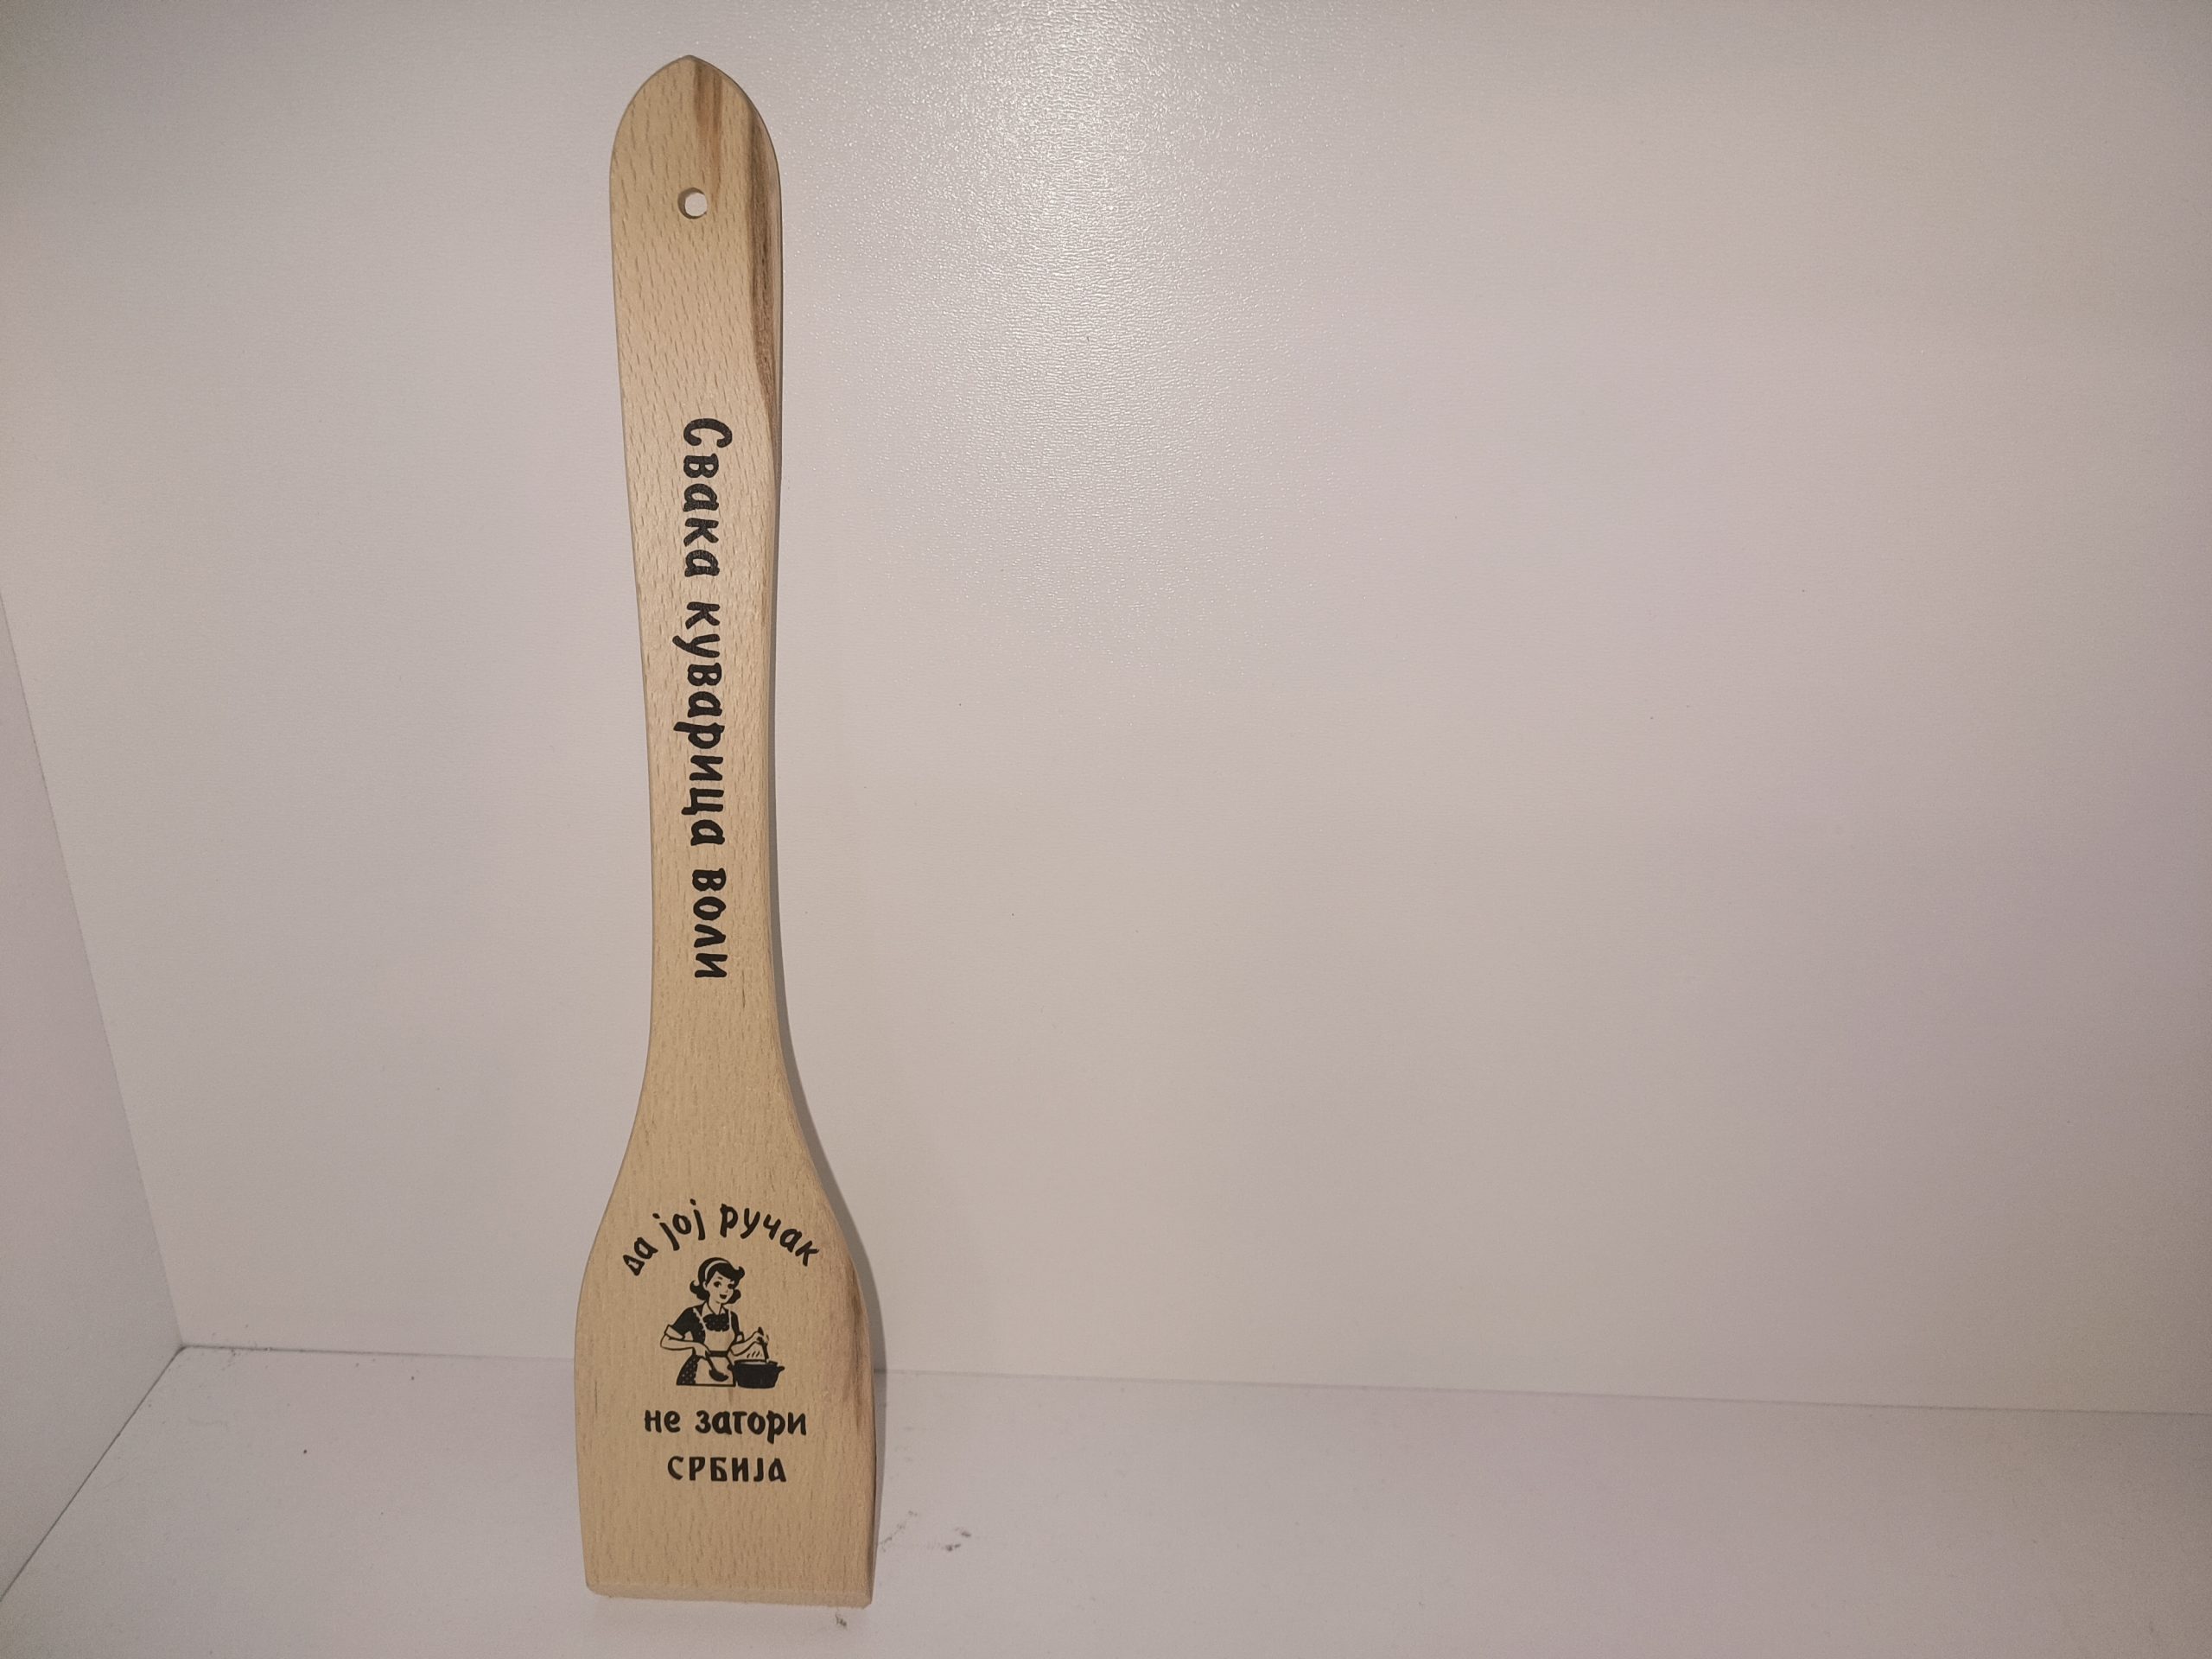 Свака куварица воли
да јој ручак
не загори
СРБИЈА